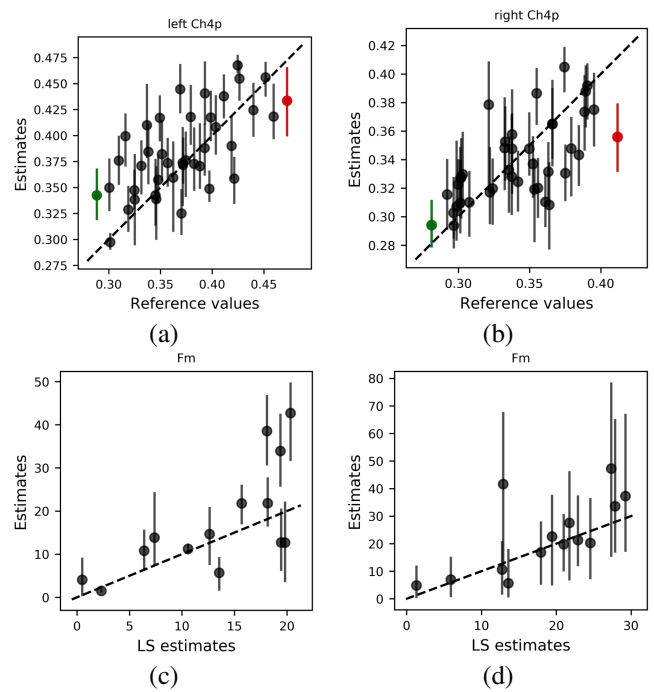 left Ch4p
Estimates
0.475
0.450
0.425
0.400
0.375
0.350
0.325
0.300
0.275
0.30 0.35 0.40 0.45
Reference values
(a)
right Ch4p
Estimates
0.42
0.40
0.38
0.36
0.34
0.32
0.30
0.28
0.30 0.35 0.40
Reference values
(b)
Fm
Estimates
50
40
30
20
10
0
0 5 10 15 20
LS estimates
(c)
Fm
Estimates
80
70
60
50
40
30
20
10
0
0 10 20 30
LS estimates
(d)